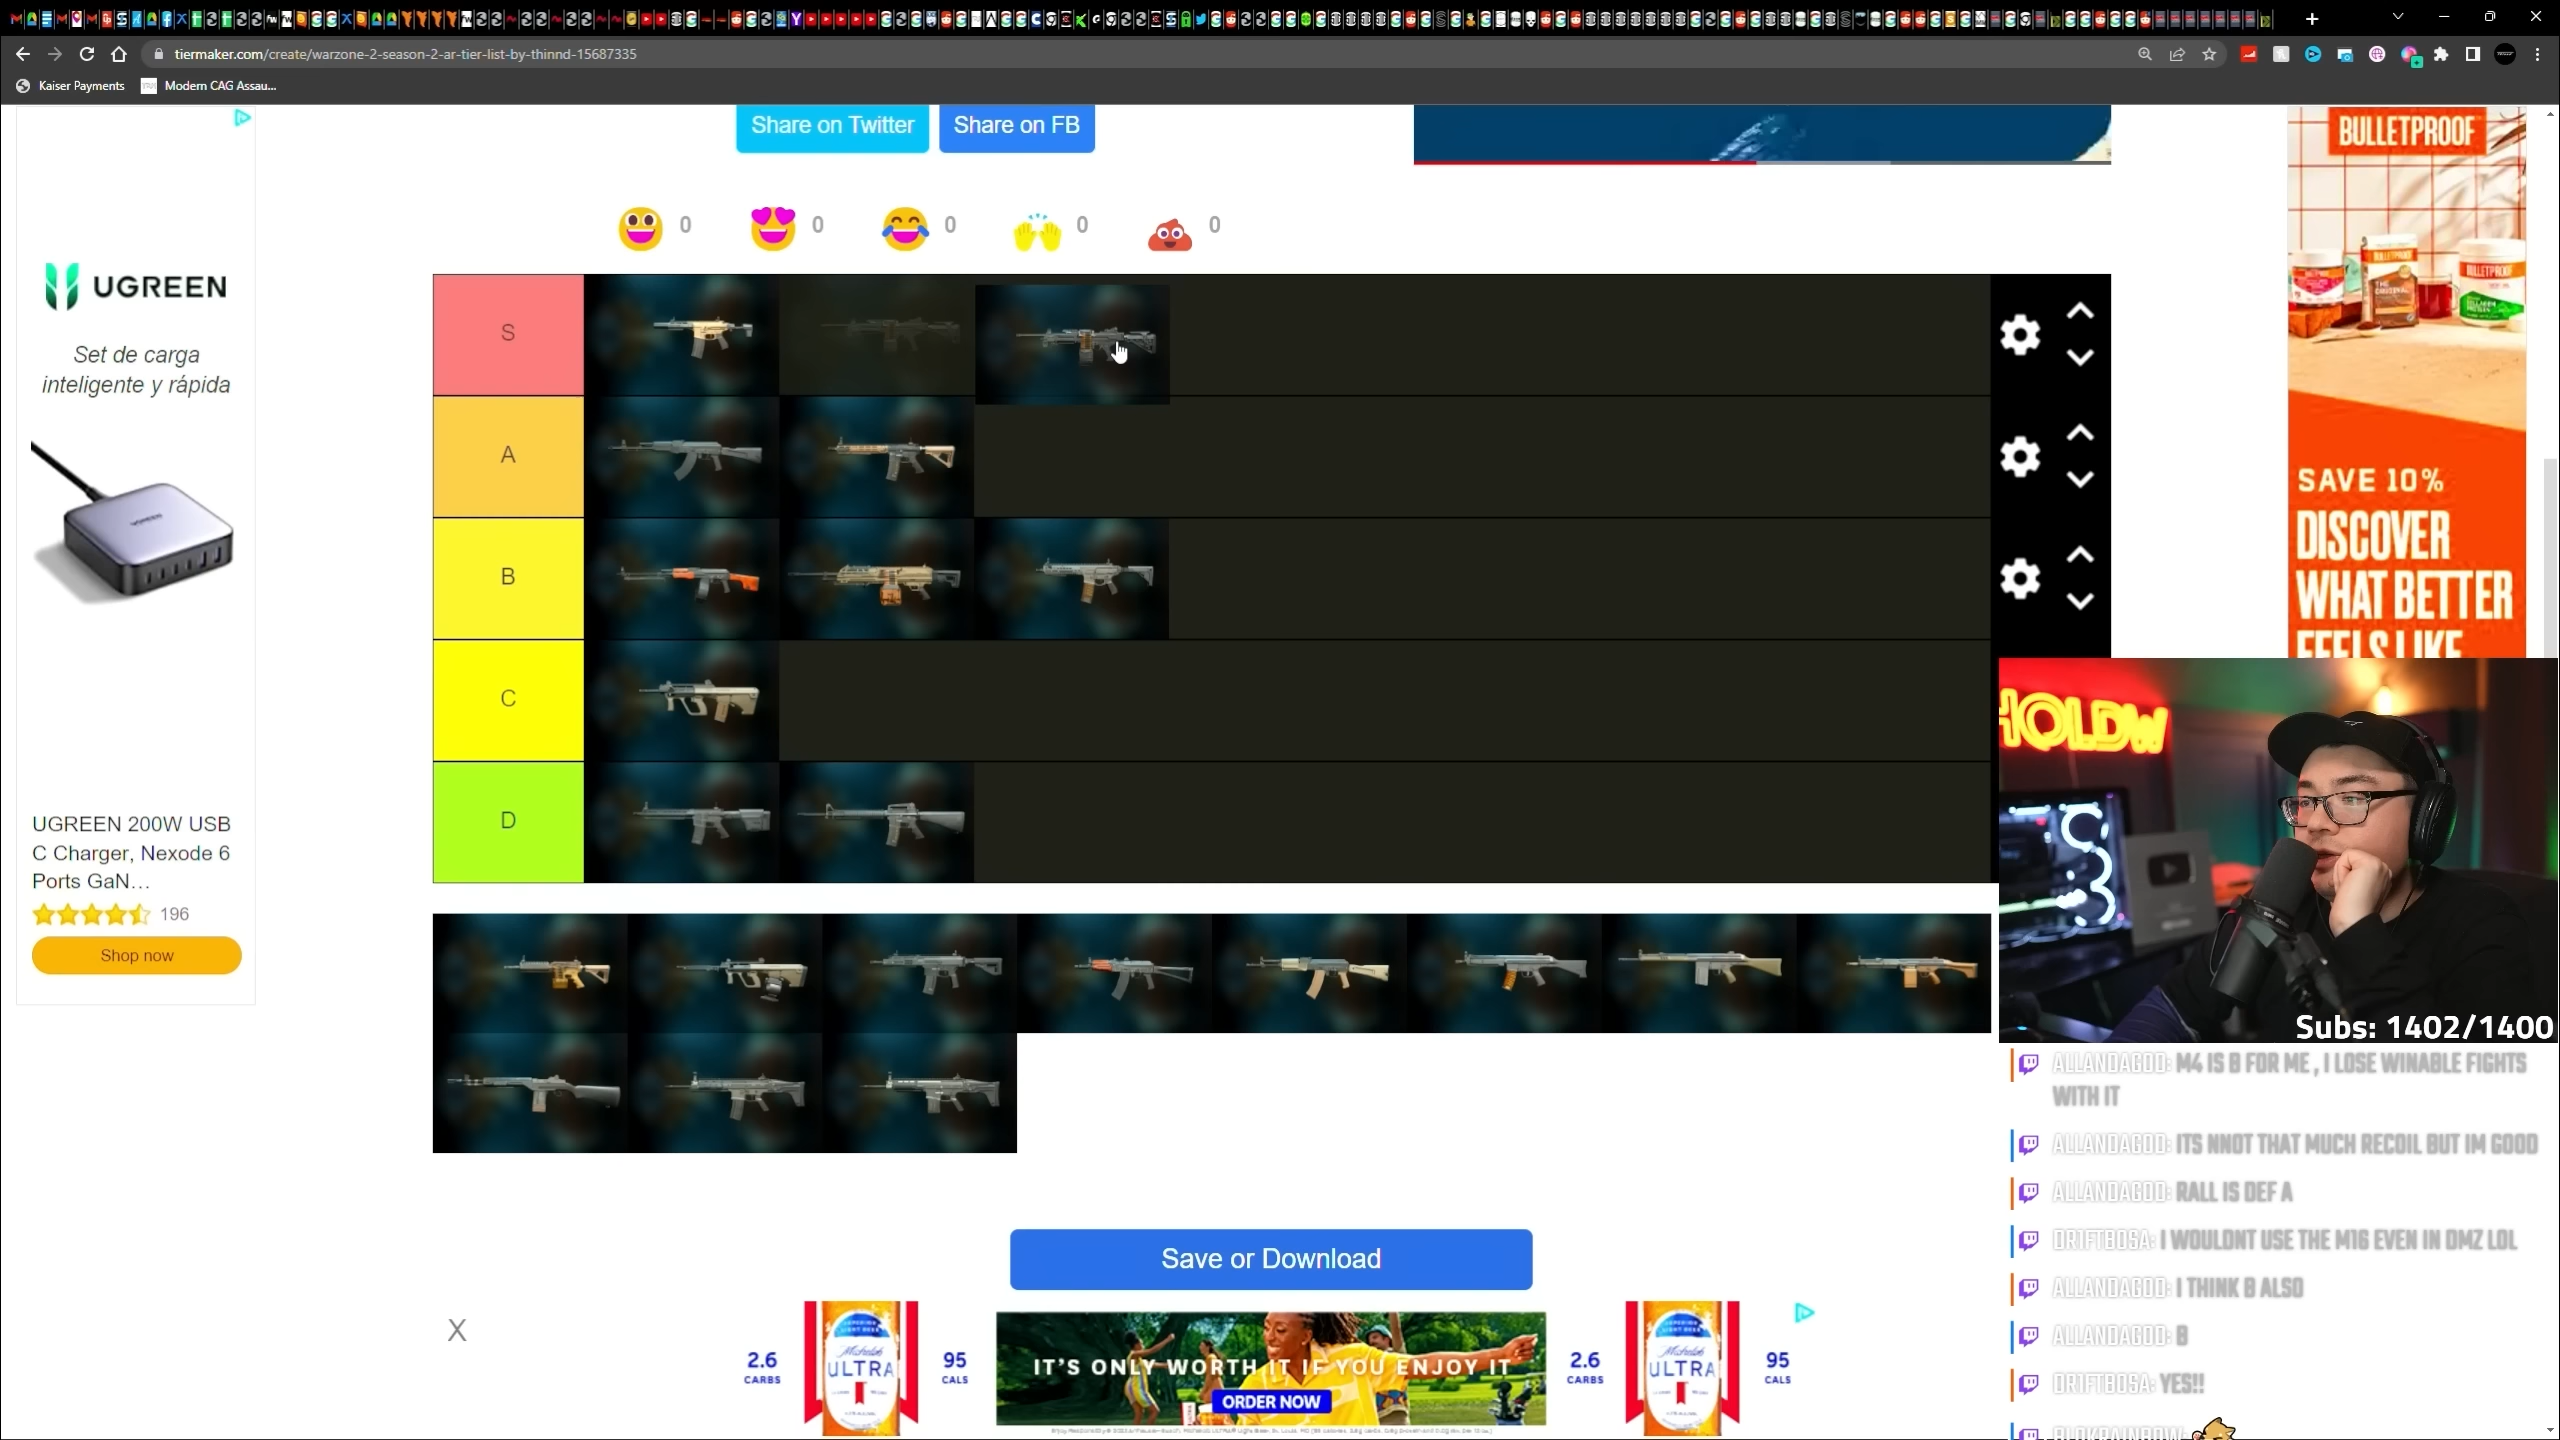 tiermaker.com/create/warzone-2-season-2-ar-tier-list-by-thinnd-15687335
Kaiser Payments
Modern CAG Assau...
Share on Twitter
Share on FB
0
0
0
0
0
UGREEN
Set de carga
inteligente y rápida
UGREEN 200W USB
C Charger, Nexode 6
Ports GaN...
196
Shop now
S
A
B
C
D
BULLETPROOF
SAVE 10%
DISCOVER
WHAT BETTER
FEELS LIKE
HOLDW
Subs: 1402/1400
ALLANDAGOD: M4 IS B FOR ME , I LOSE WINABLE FIGHTS
WITH IT
ALLANDAGOD: ITS NNOT THAT MUCH RECOIL BUT IM GOOD
ALLANDAGOD: RALL IS DEF A
DRIFTBOSA: I WOULDNT USE THE M16 EVEN IN DMZ LOL
ALLANDAGOD: I THINK B ALSO
ALLANDAGOD: B
DRIFTBOSA: YES!!
Save or Download
X
2.6
CARBS
Michelob
ULTRA
95
CALS
IT'S ONLY WORTH IT IF YOU ENJOY IT
ORDER NOW
2.6
CARBS
Michelob
ULTRA
95
CALS